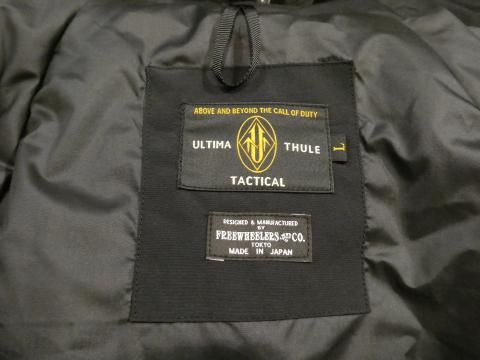 ABOVE AND BEYOND THE CALL OF DUTY
ULTIMA THULE
TACTICAL
L
DESIGNED & MANUFACTURED
BY
FREEWHEELERS AND CO.
TOKYO
MADE IN JAPAN